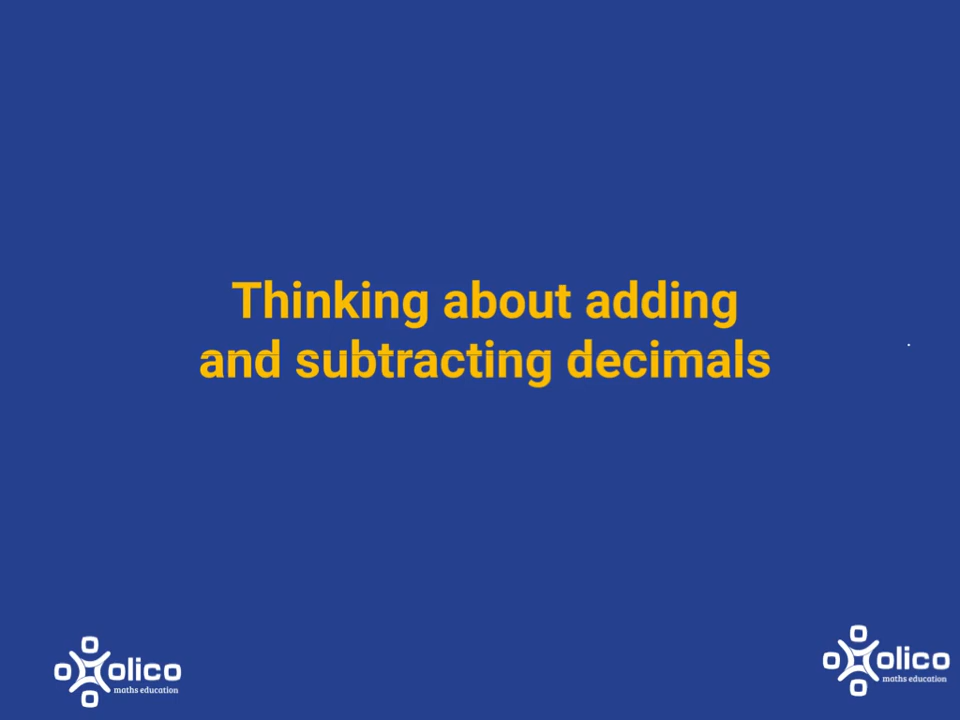 Thinking about adding
and subtracting decimals
olico
maths education
olico
maths education